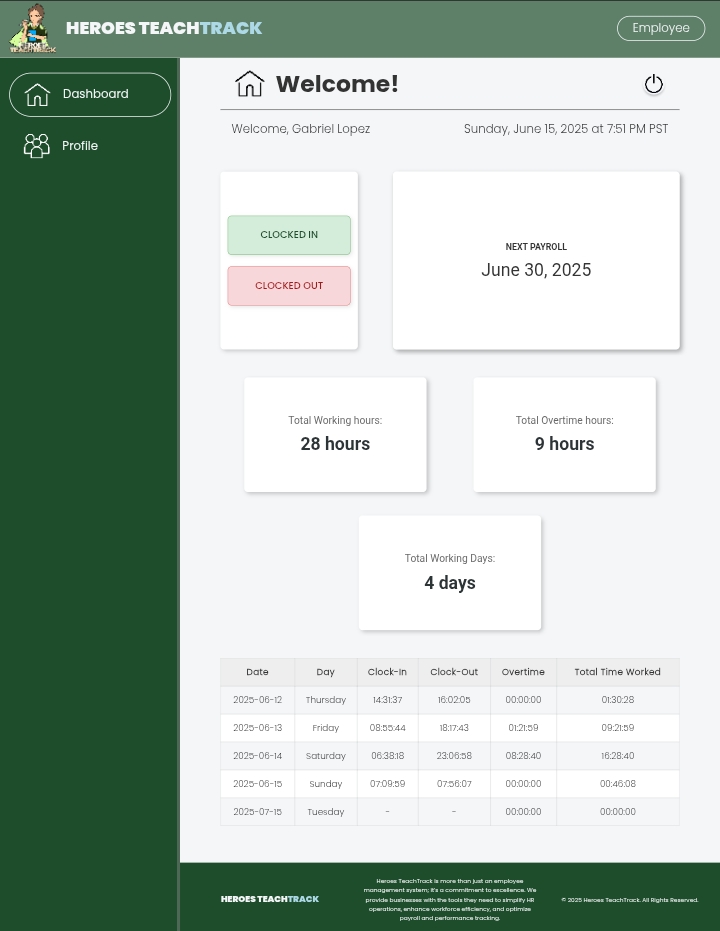 HEROES TEACHTRACK
Employee
Dashboard
Profile
Welcome!
Welcome, Gabriel Lopez
Sunday, June 15, 2025 at 7:51 PM PST
CLOCKED IN
CLOCKED OUT
NEXT PAYROLL
June 30, 2025
Total Working hours:
28 hours
Total Overtime hours:
9 hours
Total Working Days:
4 days
Date Day Clock-In Clock-Out Overtime Total Time Worked
2025-06-12 Thursday 14:31:37 16:02:05 00:00:00 01:30:28
2025-06-13 Friday 08:55:44 18:17:43 01:21:59 09:21:59
2025-06-14 Saturday 06:38:18 23:06:58 08:28:40 16:28:40
2025-06-15 Sunday 07:09:59 07:56:07 00:00:00 00:46:08
2025-07-15 Tuesday - - 00:00:00 00:00:00
HEROES TEACHTRACK
Heroes TeachTrack is more than just an employee
management system; it's a commitment to excellence. We
provide businesses with the tools they need to simplify HR
operations, enhance workforce efficiency, and optimize
payroll and performance tracking.
© 2025 Heroes TeachTrack. All Rights Reserved.